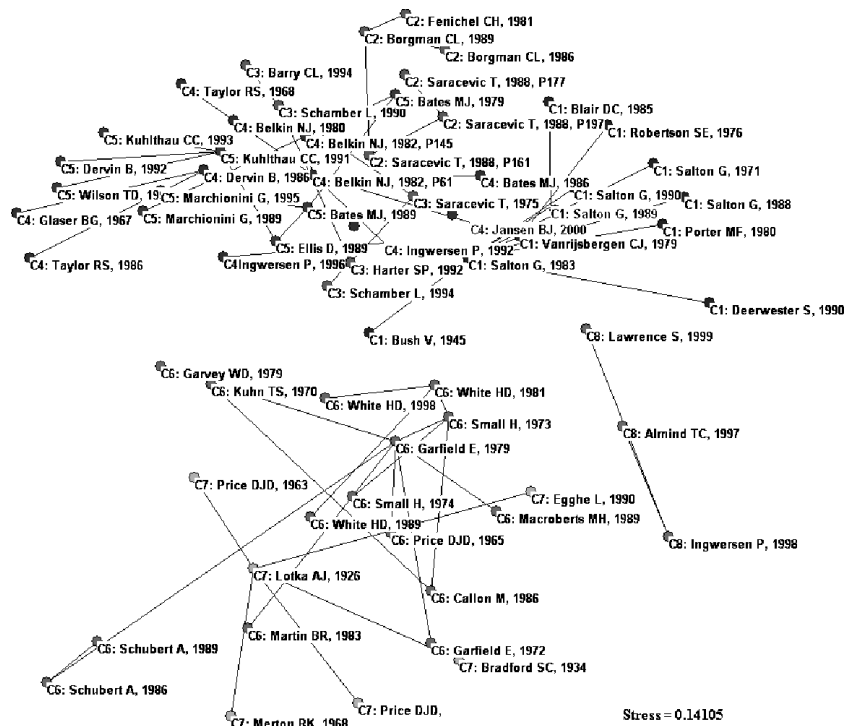 C2: Fenichel CH, 1981
C2: Borgman CL, 1989
C2: Borgman CL, 1986
C3: Barry CL, 1994
C2: Saracevic T, 1988, P177
C4: Taylor RS, 1968
C5: Bates MJ, 1979
C1: Blair DC, 1985
C3: Schamber L, 1990
C2: Saracevic T, 1988, P197
C4: Belkin NJ, 1980
C1: Robertson SE, 1976
C5: Kuhlthau CC, 1993
C4: Belkin NJ, 1982, P145
C5: Kuhlthau CC, 1991
C2: Saracevic T, 1988, P161
C5: Dervin B, 1992
C1: Salton G, 1971
C4: Dervin B, 1986
C4: Belkin NJ, 1982, P61
C4: Bates MJ, 1986
C5: Wilson TD,
C5: Marchionini G, 1995
C1: Salton G, 1990
C3: Saracevic T, 1975
C1: Salton G, 1988
C4: Glaser BG, 1967
C5: Marchionini G, 1989
C5: Bates MJ, 1989
C1: Salton G, 1989
C4: Jansen BJ, 2000
C1: Porter MF, 1980
C5: Ellis D, 1989
C4: Ingwersen P, 1992
C1: Vanrijsbergen CJ, 1979
C4: Taylor RS, 1986
C4Ingwersen P, 1996
C3: Harter SP, 1992
C1: Salton G, 1983
C3: Schamber L, 1994
C1: Deerwester S, 1990
C1: Bush V, 1945
C8: Lawrence S, 1999
C6: Garvey WD, 1979
C6: Kuhn TS, 1970
C6: White HD, 1981
C6: White HD, 1998
C6: Small H, 1973
C8: Almind TC, 1997
C6: Garfield E, 1979
C7: Price DJD, 1963
C7: Egghe L, 1990
C6: Small H, 1974
C6: Macroberts MH, 1989
C6: White HD, 1989
C6: Price DJD, 1965
C8: Ingwersen P, 1998
C7: Lotka AJ, 1926
C6: Callon M, 1986
C6: Martin BR, 1983
C6: Schubert A, 1989
C6: Garfield E, 1972
C7: Bradford SC, 1934
C6: Schubert A, 1986
C7: Price DJD,
C7: Merton RK, 1968
Stress = 0.14105